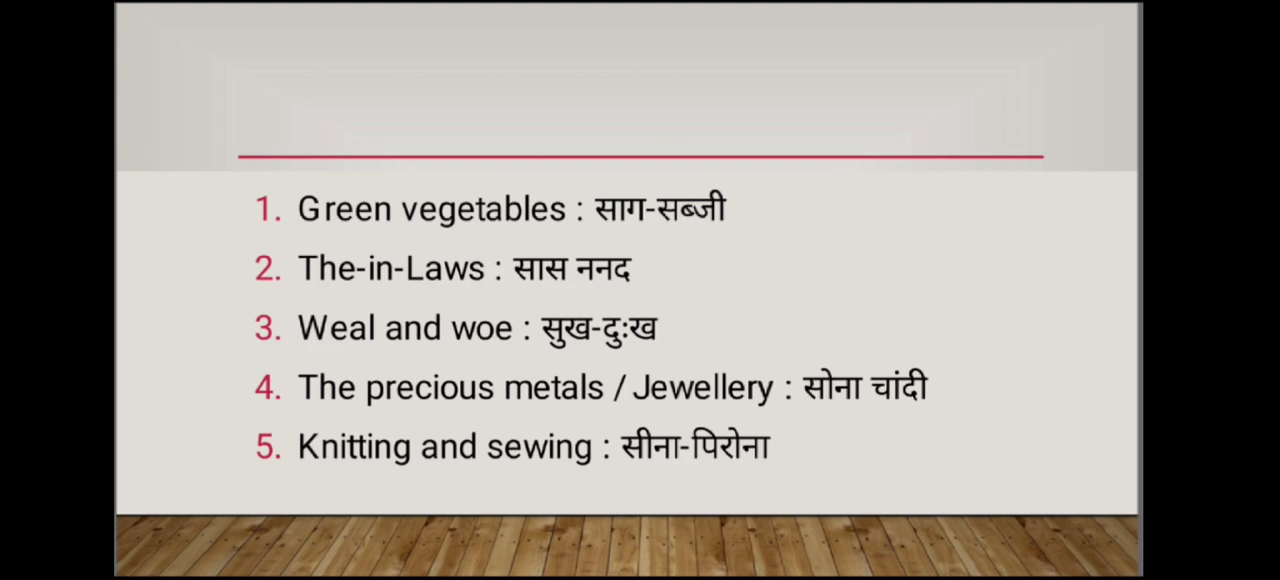 1. Green vegetables : साग-सब्जी
2. The-in-Laws : सास ननद
3. Weal and woe : सुख-दुःख
4. The precious metals / Jewellery : सोना चांदी
5. Knitting and sewing : सीना-पिरोना